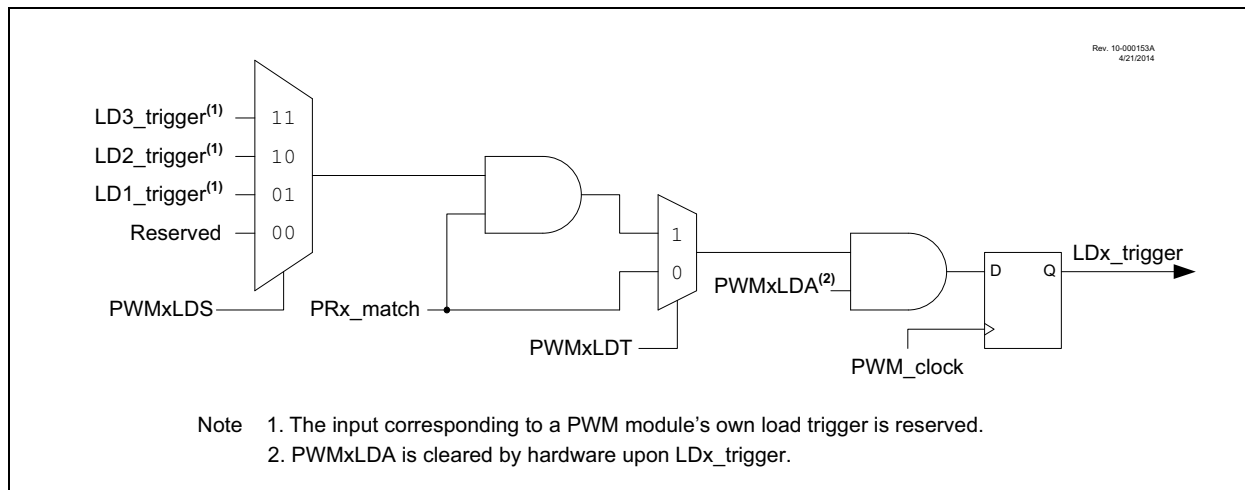 Rev. 10-000153A
4/21/2014
LD3_trigger(1)
11
LD2_trigger(1)
10
LD1_trigger(1)
01
Reserved
00
PWMxLDS
PRx_match
1
0
PWMxLDT
PWMxLDA(2)
D
Q
LDx_trigger
PWM_clock
Note 1. The input corresponding to a PWM module's own load trigger is reserved.
2. PWMxLDA is cleared by hardware upon LDx_trigger.